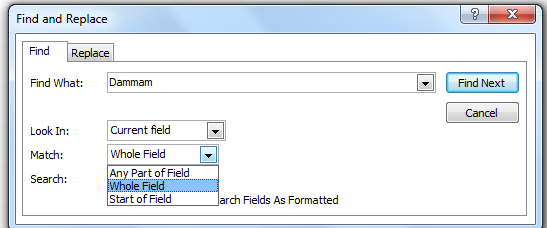 Find and Replace
Find Replace
Find What: Dammam Find Next
Cancel
Look In: Current field
Match: Whole Field
Any Part of Field
Search: Whole Field
Start of Field arch Fields As Formatted